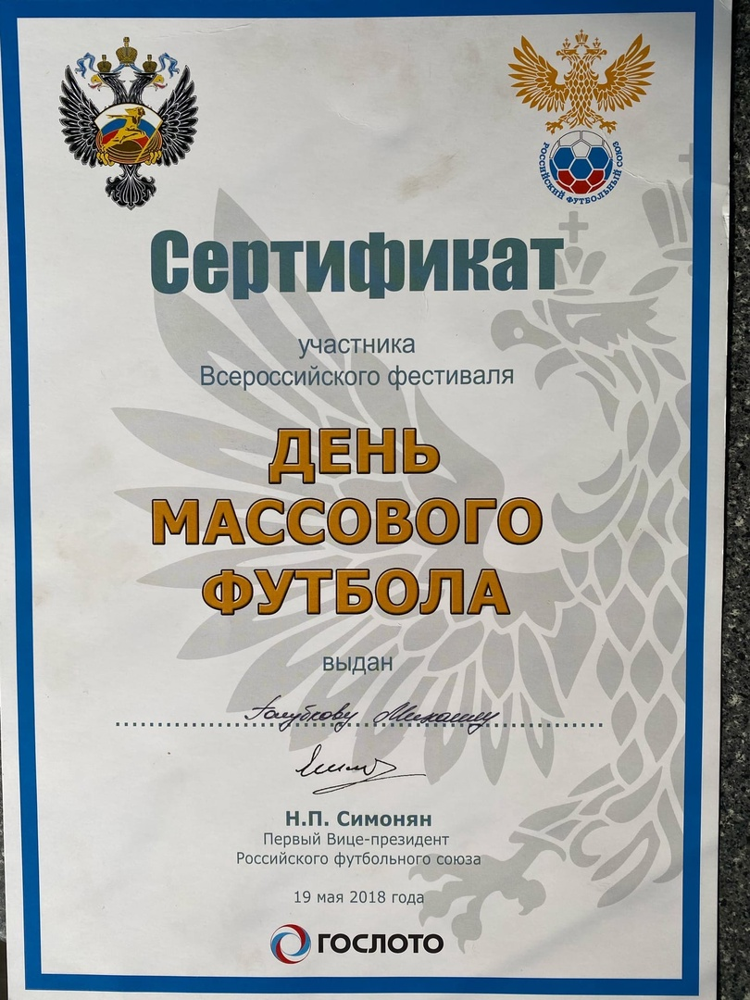 РОССИЙСКИЙ ФУТБОЛЬНЫЙ СОЮЗ
Сертификат
участника
Всероссийского фестиваля
ДЕНЬ
МАССОВОГО
ФУТБОЛА
выдан
Голубкову Михаилу
Н.П. Симонян
Первый Вице-президент
Российского футбольного союза
19 мая 2018 года
ГОСЛОТО